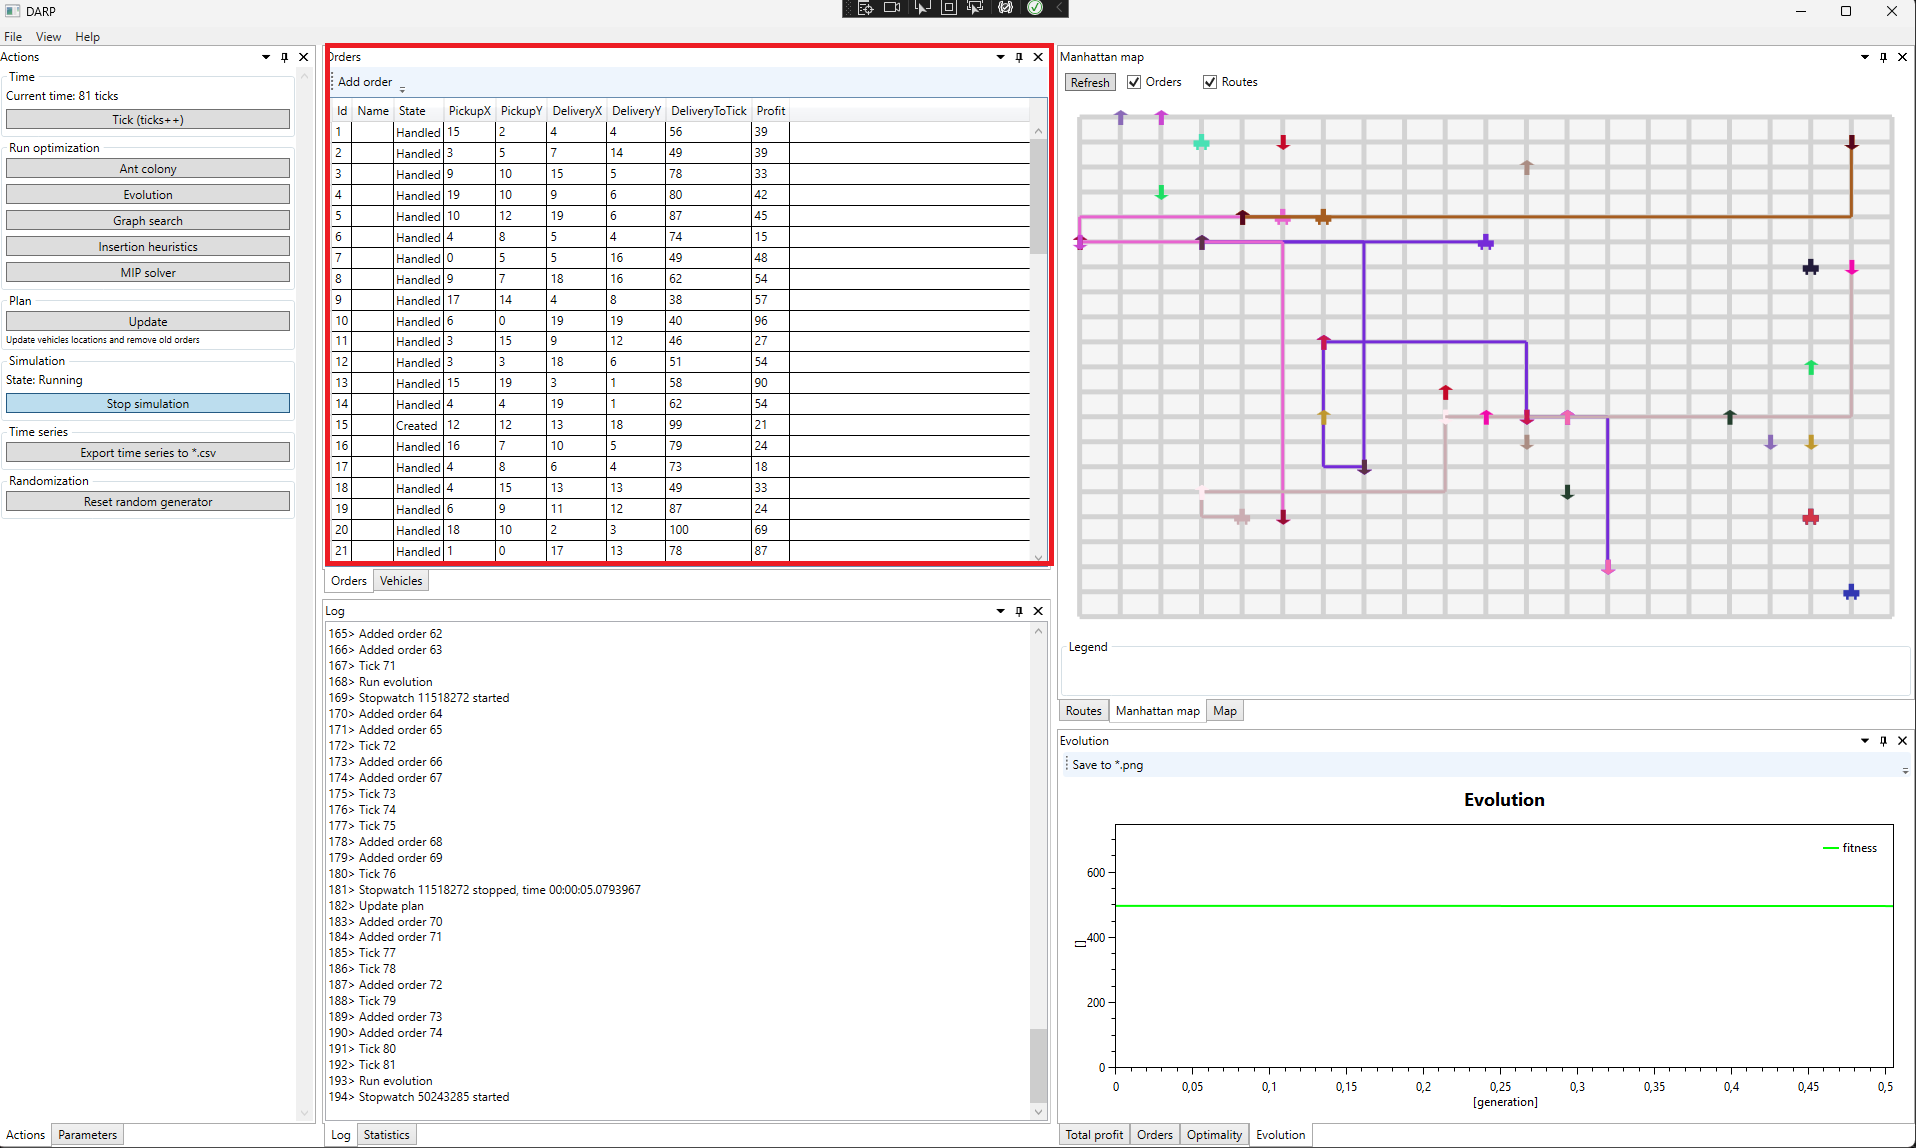 DARP
File View Help
Actions
Time
Current time: 81 ticks
Tick (ticks++)
Run optimization
Ant colony
Evolution
Graph search
Insertion heuristics
MIP solver
Plan
Update
Update vehicles locations and remove old orders
Simulation
State: Running
Stop simulation
Time series
Export time series to *.csv
Randomization
Reset random generator
Actions Parameters
Orders
Add order
Id Name State PickupX PickupY DeliveryX DeliveryY DeliveryToTick Profit
1 Handled 15 2 4 4 56 39
2 Handled 3 5 7 14 49 39
3 Handled 9 10 15 5 78 33
4 Handled 19 10 9 6 80 42
5 Handled 10 12 19 6 87 45
6 Handled 4 8 5 4 74 15
7 Handled 0 5 5 16 49 48
8 Handled 9 7 18 16 62 54
9 Handled 17 14 4 8 38 57
10 Handled 6 0 19 19 40 96
11 Handled 3 15 9 12 46 27
12 Handled 3 3 18 6 51 54
13 Handled 15 19 3 1 58 90
14 Handled 4 4 19 1 62 54
15 Created 12 12 13 18 99 21
16 Handled 16 7 10 5 79 24
17 Handled 4 8 6 4 73 18
18 Handled 4 15 13 13 49 33
19 Handled 6 9 11 12 87 24
20 Handled 18 10 2 3 100 69
21 Handled 1 0 17 13 78 87
Orders Vehicles
Log
165> Added order 62
166> Added order 63
167> Tick 71
168> Run evolution
169> Stopwatch 11518272 started
170> Added order 64
171> Added order 65
172> Tick 72
173> Added order 66
174> Added order 67
175> Tick 73
176> Tick 74
177> Tick 75
178> Added order 68
179> Added order 69
180> Tick 76
181> Stopwatch 11518272 stopped, time 00:00:05.0793967
182> Update plan
183> Added order 70
184> Added order 71
185> Tick 77
186> Tick 78
187> Added order 72
188> Tick 79
189> Added order 73
190> Added order 74
191> Tick 80
192> Tick 81
193> Run evolution
194> Stopwatch 50243285 started
Log Statistics
Manhattan map
Refresh Orders Routes
Legend
Routes Manhattan map Map
Evolution
Save to *.png
Evolution
fitness
600
400
200
0
[]
0 0,05 0,1 0,15 0,2 0,25 0,3 0,35 0,4 0,45 0,5
[generation]
Total profit Orders Optimality Evolution